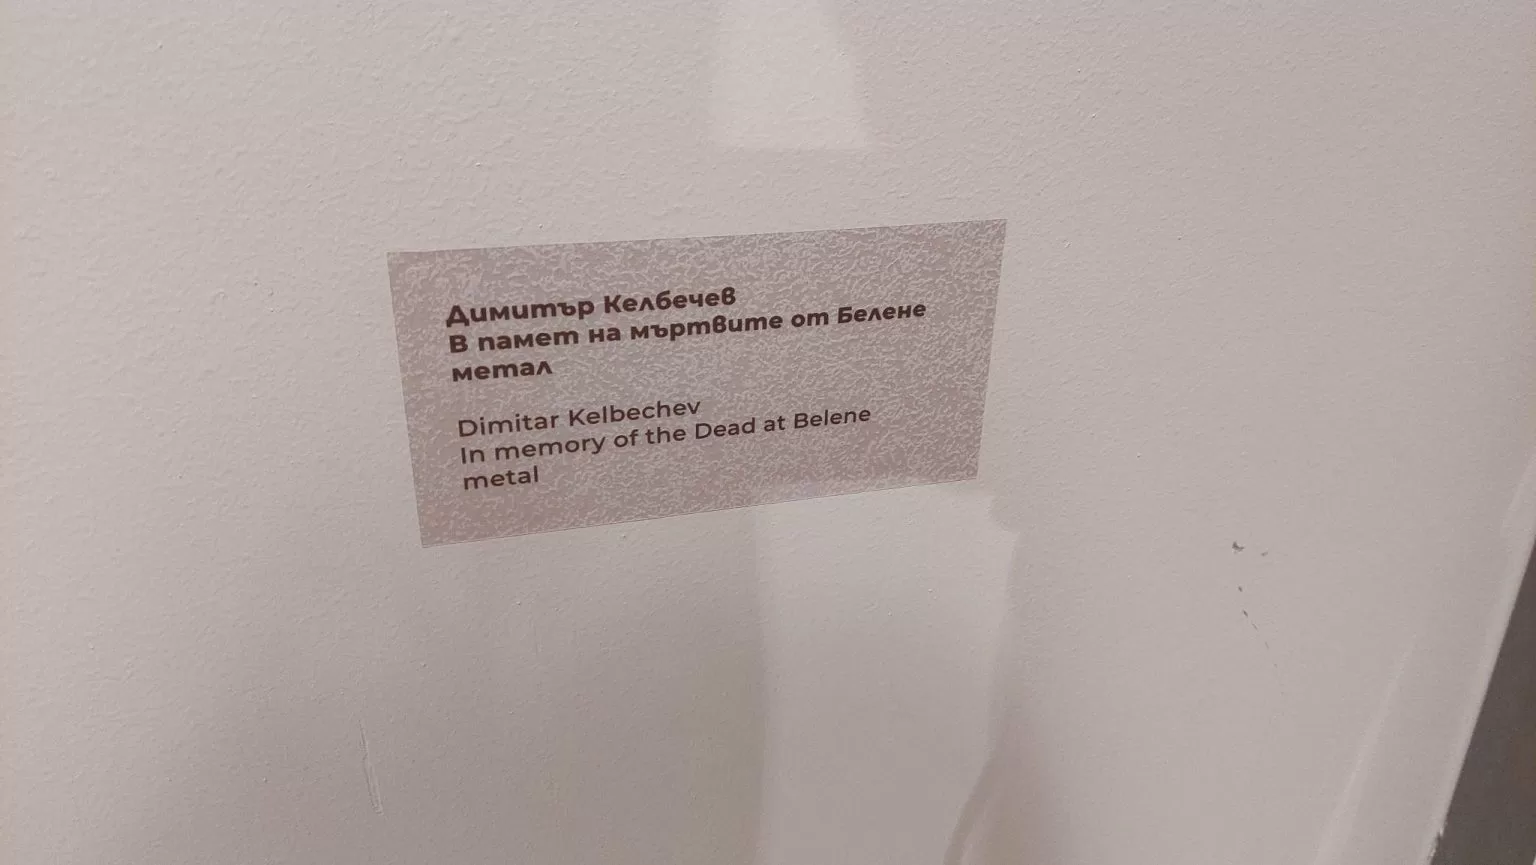 Димитър Келбечев
В памет на мъртвите от Белене
метал
Dimitar Kelbechev
In memory of the Dead at Belene
metal